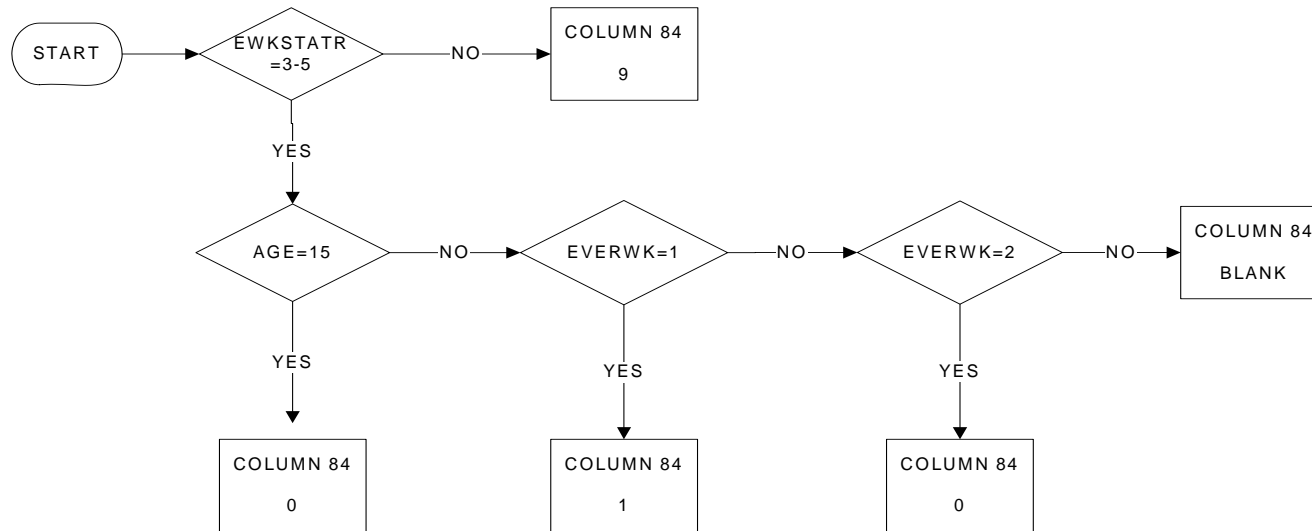 START
EWKSTATR
=3-5
NO
COLUMN 84
9
YES
AGE=15
NO
EVERWK=1
NO
EVERWK=2
NO
COLUMN 84
BLANK
YES
YES
YES
COLUMN 84
0
COLUMN 84
1
COLUMN 84
0